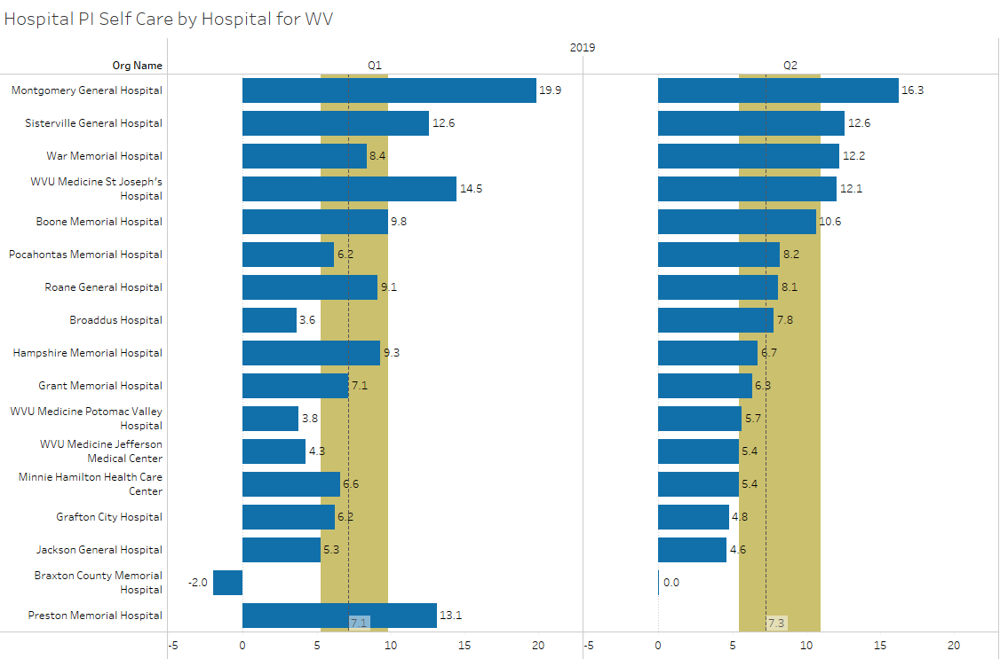 Hospital PI Self Care by Hospital for WV
2019
Org Name Q1 Q2
Montgomery General Hospital 19.9 16.3
Sisterville General Hospital 12.6 12.6
War Memorial Hospital 8.4 12.2
WVU Medicine St Joseph's
Hospital 14.5 12.1
Boone Memorial Hospital 9.8 10.6
Pocahontas Memorial Hospital 6.2 8.2
Roane General Hospital 9.1 8.1
Broaddus Hospital 3.6 7.8
Hampshire Memorial Hospital 9.3 6.7
Grant Memorial Hospital 7.1 6.3
WVU Medicine Potomac Valley
Hospital 3.8 5.7
WVU Medicine Jefferson
Medical Center 4.3 5.4
Minnie Hamilton Health Care
Center 6.6 5.4
Grafton City Hospital 6.2 4.8
Jackson General Hospital 5.3 4.6
Braxton County Memorial
Hospital -2.0 0.0
Preston Memorial Hospital 13.1
7.1 7.3
-5 0 5 10 15 20 -5 0 5 10 15 20